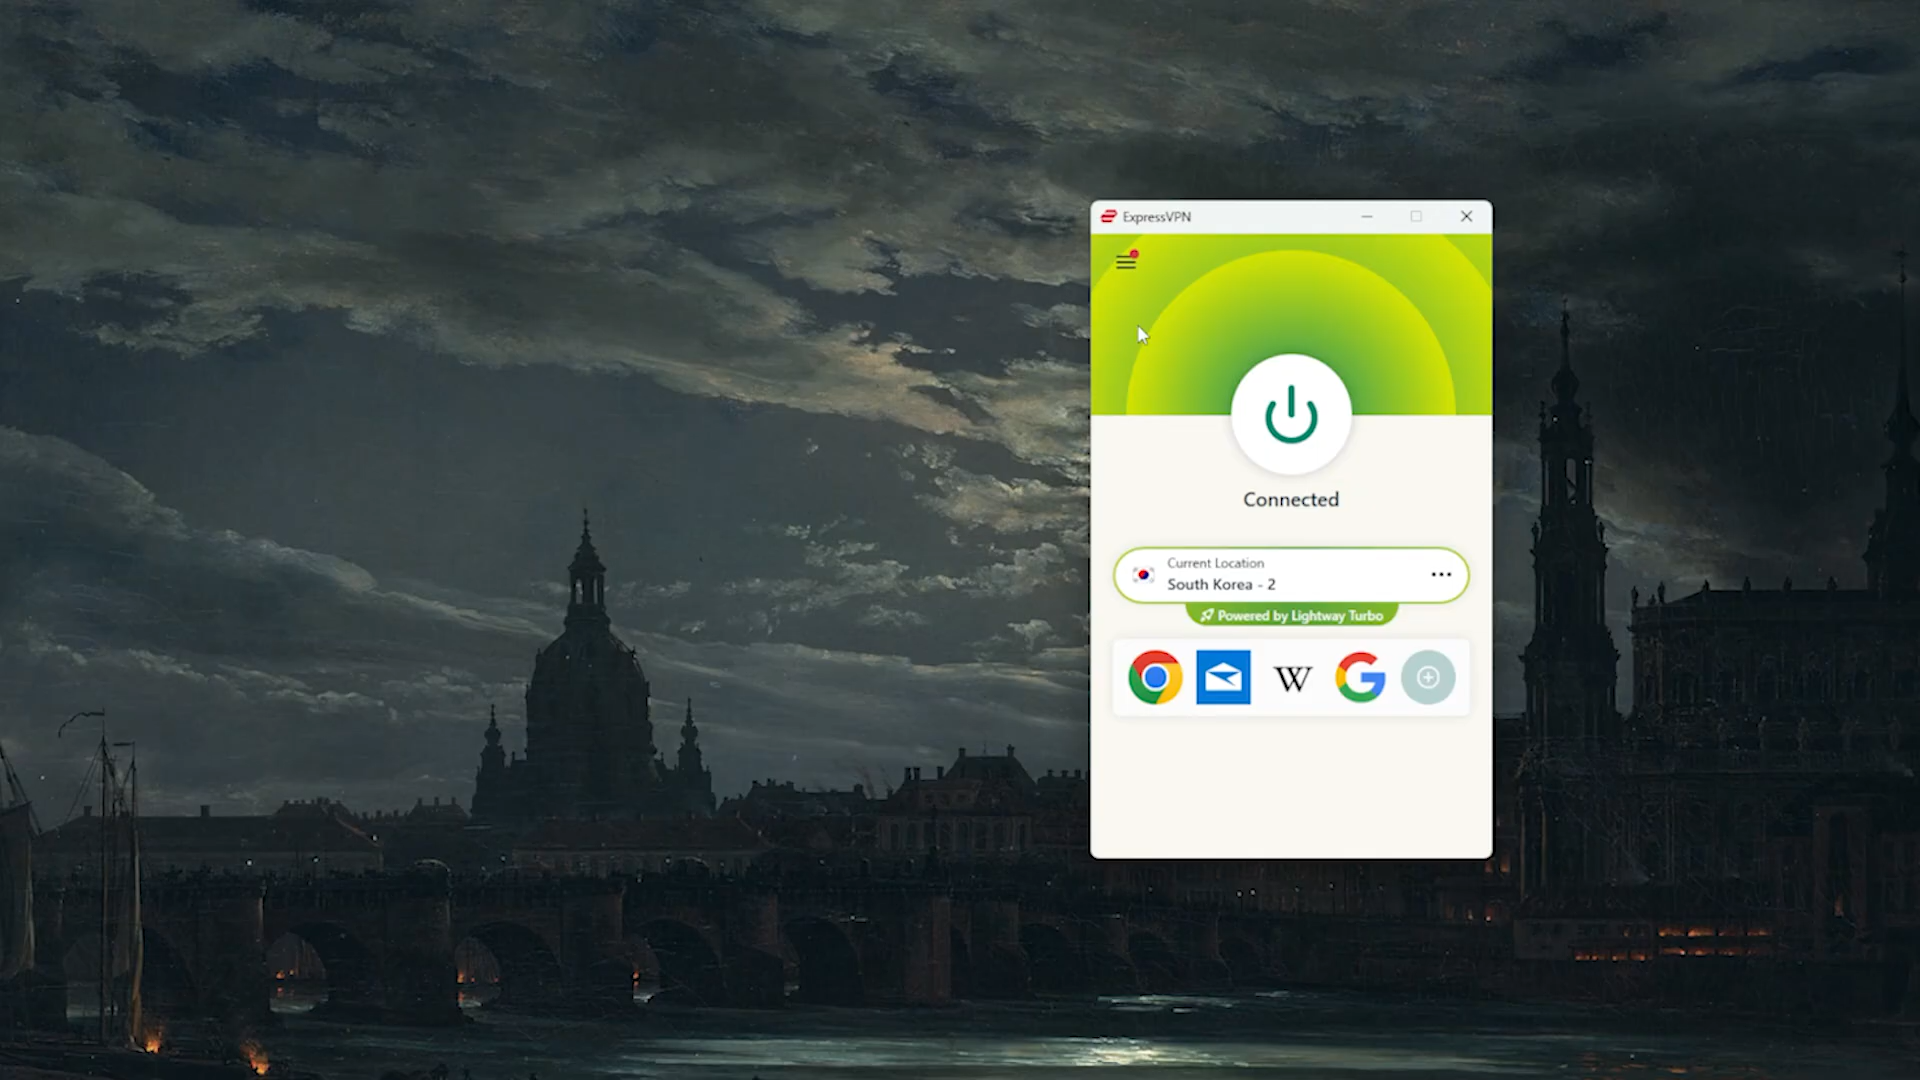 ExpressVPN
Connected
Current Location
South Korea - 2
Powered by Lightway Turbo
W
G